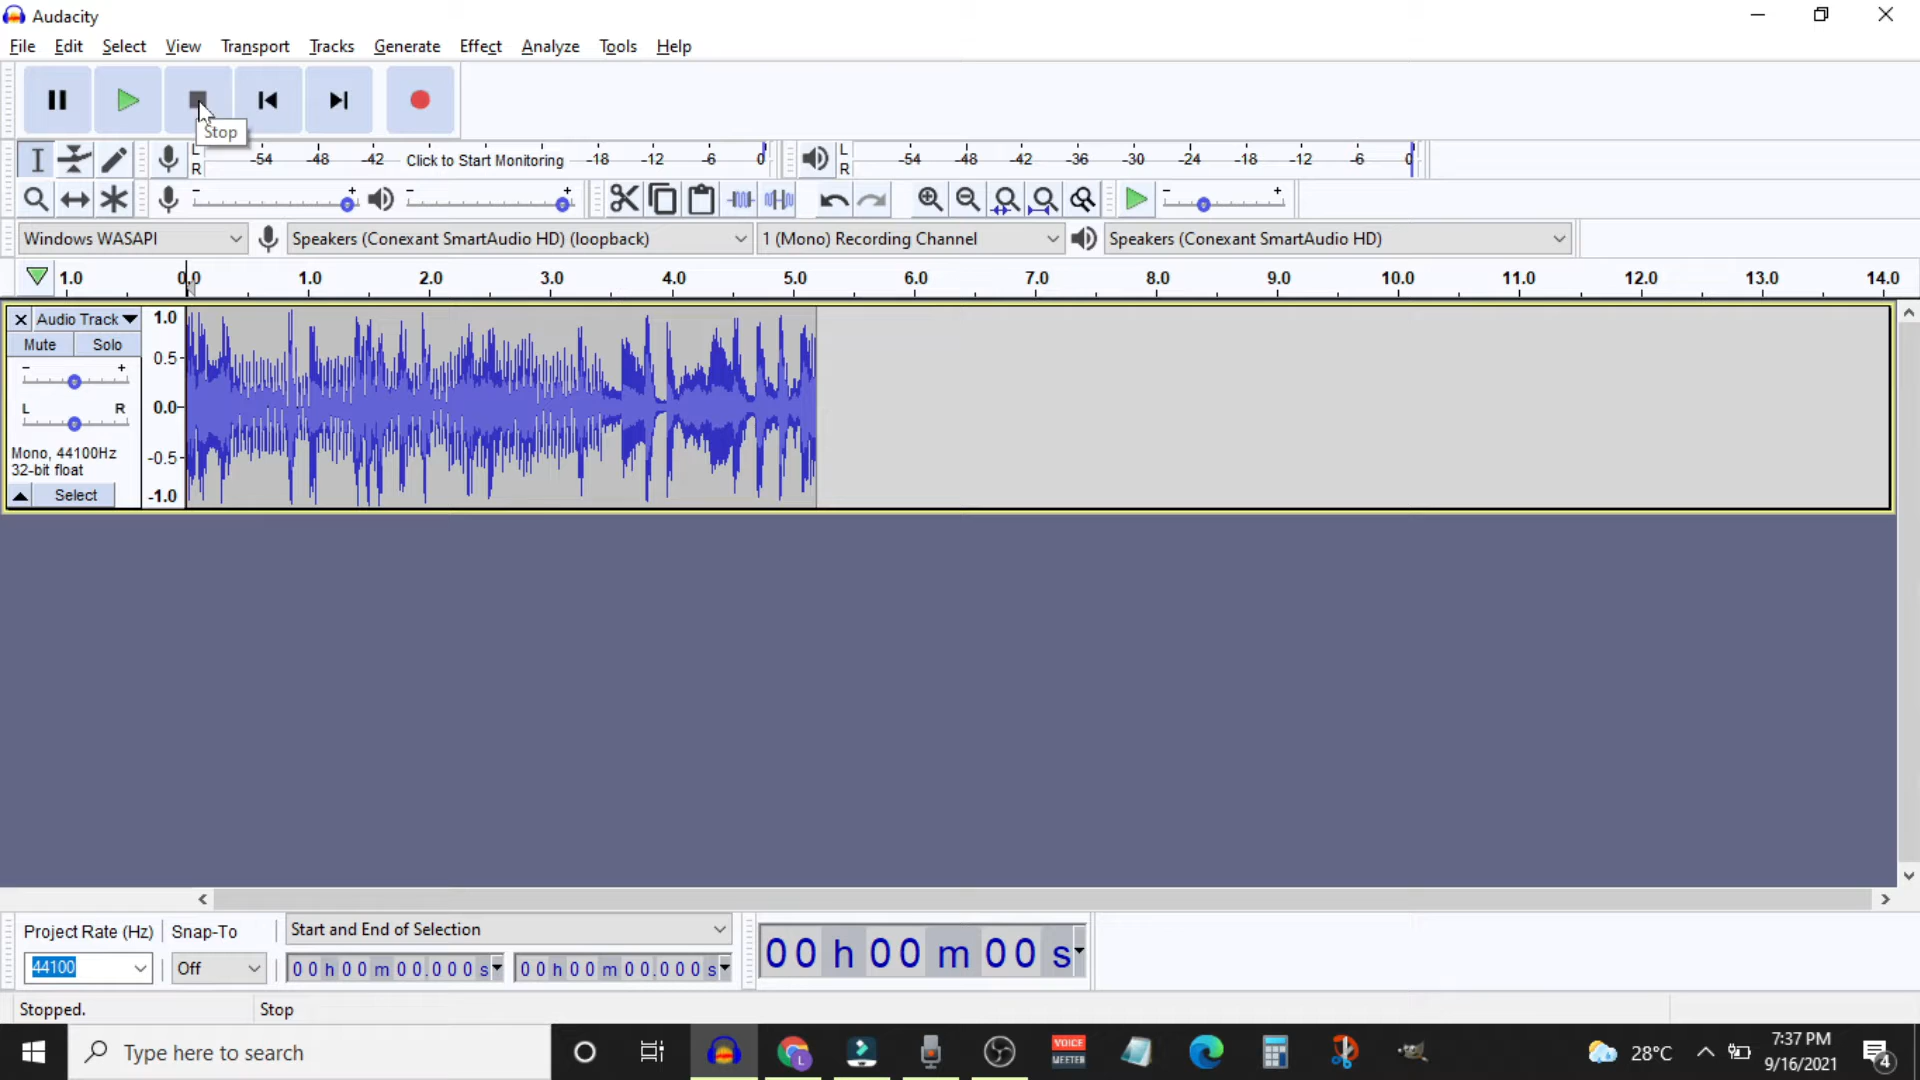 Audacity
File Edit Select View Transport Tracks Generate Effect Analyze Tools Help
Stop
L
R
-54 -48 -42 Click to Start Monitoring -18 -12 -6 0
L
R
-54 -48 -42 -36 -30 -24 -18 -12 -6 0
- + - + - +
Windows WASAPI Speakers (Conexant SmartAudio HD) (loopback) 1 (Mono) Recording Channel Speakers (Conexant SmartAudio HD)
1.0 0.0 1.0 2.0 3.0 4.0 5.0 6.0 7.0 8.0 9.0 10.0 11.0 12.0 13.0 14.0
Audio Track 1.0
Mute Solo
0.5
- +
L R
0.0
Mono, 44100Hz
32-bit float
-0.5
Select -1.0
Project Rate (Hz) Snap-To Start and End of Selection
44100 Off 00 h 00 m 00.000 s 00 h 00 m 00.000 s
00 h 00 m 00 s
Stopped. Stop
Type here to search
VOICE
MEETER
L
28°C
7:37 PM
9/16/2021
4